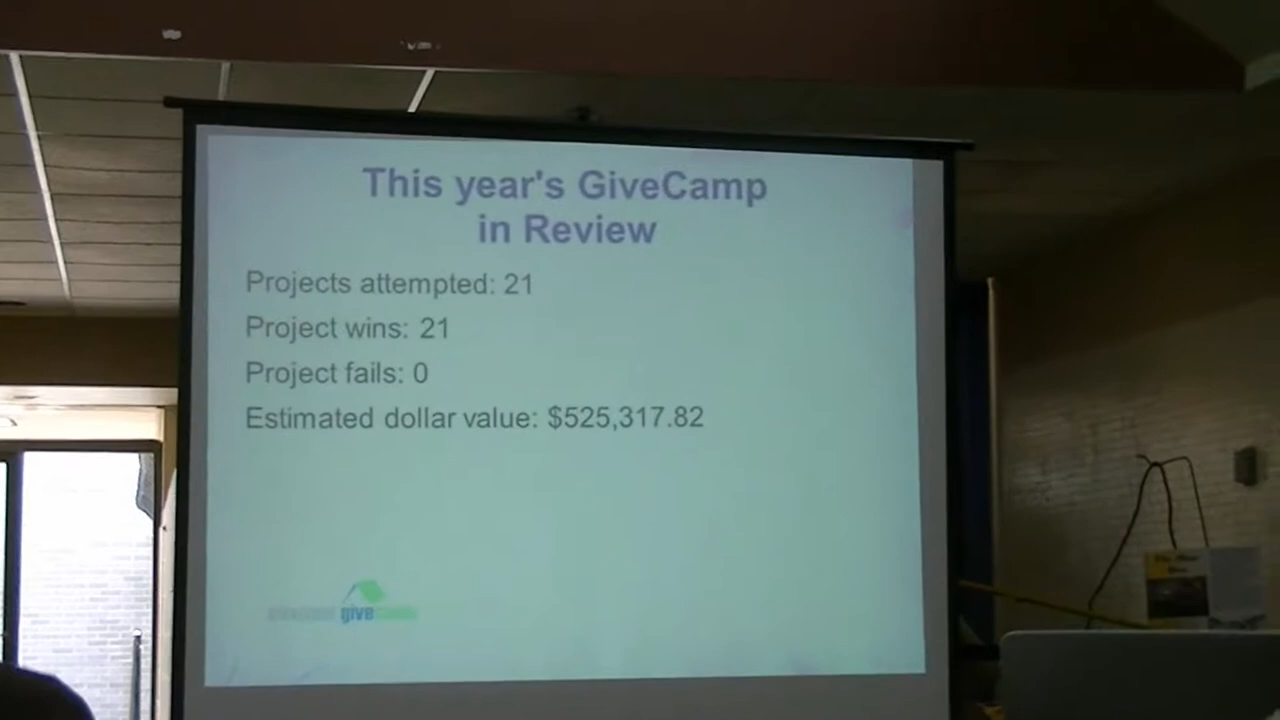 This year's GiveCamp
in Review
Projects attempted: 21
Project wins: 21
Project fails: 0
Estimated dollar value: $525,317.82
give